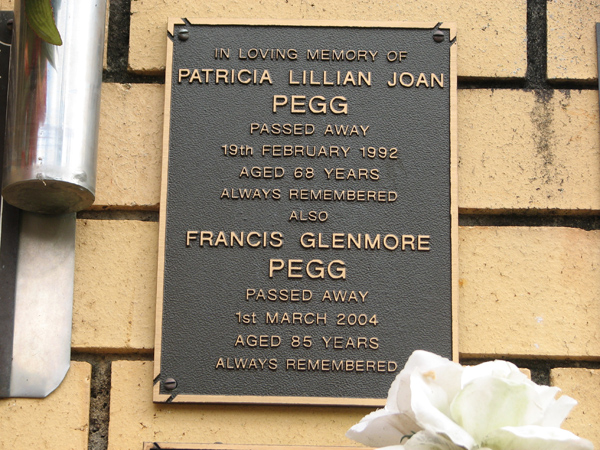 IN LOVING MEMORY OF
PATRICIA LILLIAN JOAN
PEGG
PASSED AWAY
19th FEBRUARY 1992
AGED 68 YEARS
ALWAYS REMEMBERED
ALSO
FRANCIS GLENMORE
PEGG
PASSED AWAY
1st MARCH 2004
AGED 85 YEARS
ALWAYS REMEMBERED